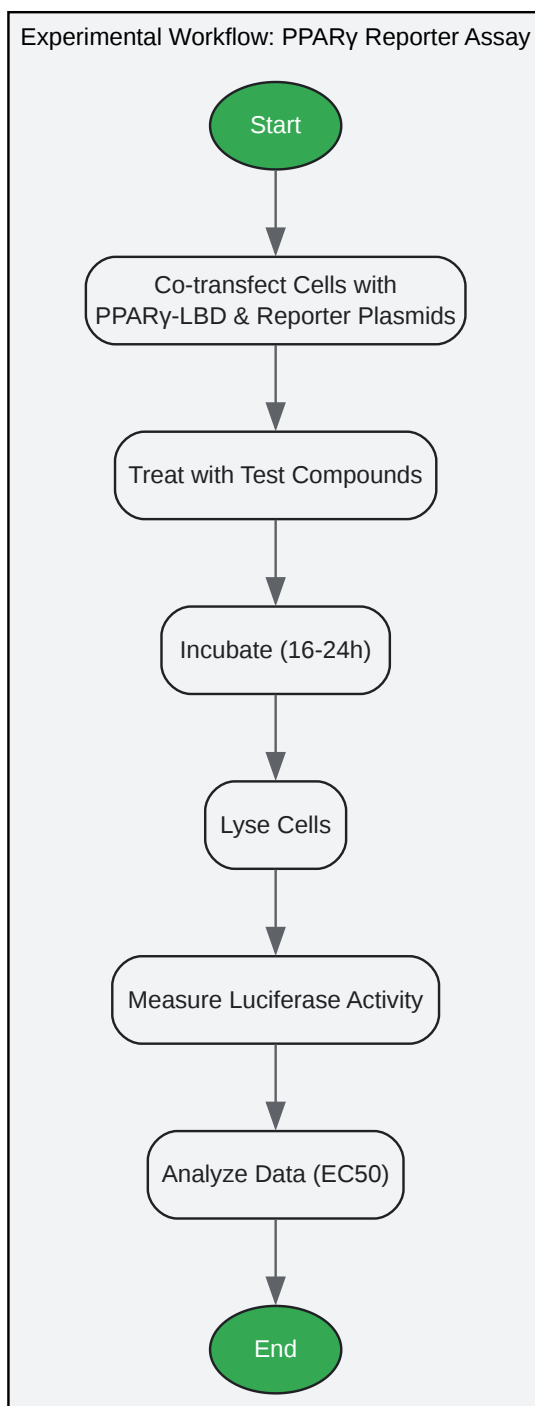 Experimental Workflow: PPARγ Reporter Assay
Start
Co-transfect Cells with
PPARγ-LBD & Reporter Plasmids
Treat with Test Compounds
Incubate (16-24h)
Lyse Cells
Measure Luciferase Activity
Analyze Data (EC50)
End